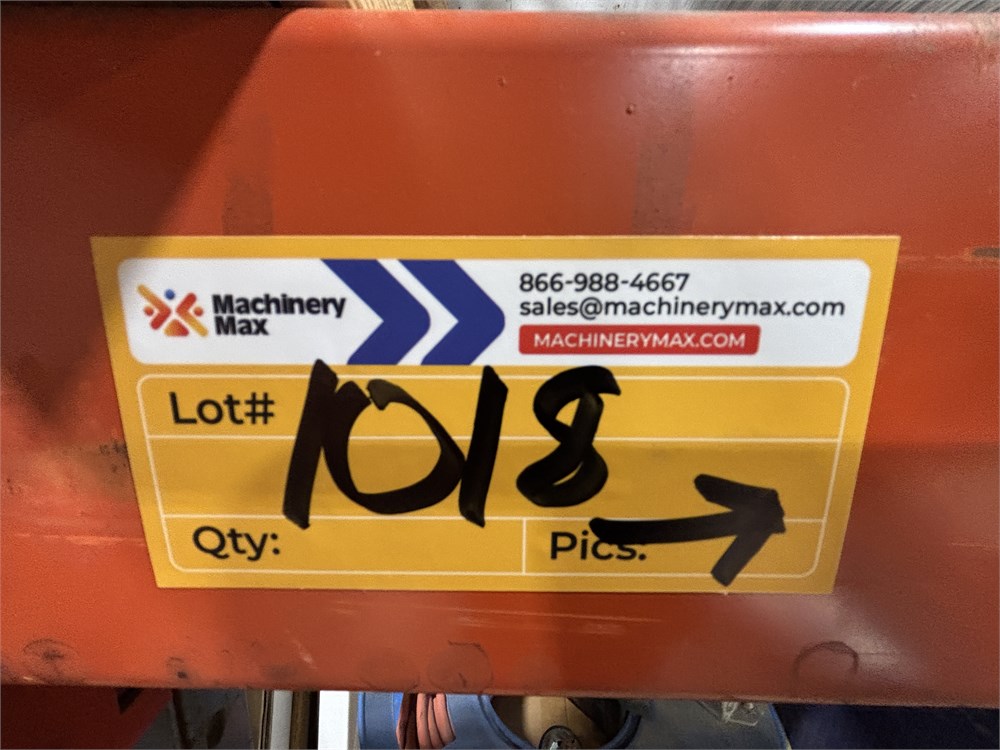 Machinery
Max
866-988-4667
sales@machinerymax.com
MACHINERYMAX.COM
Lot# 1018
Qty:
Pics: